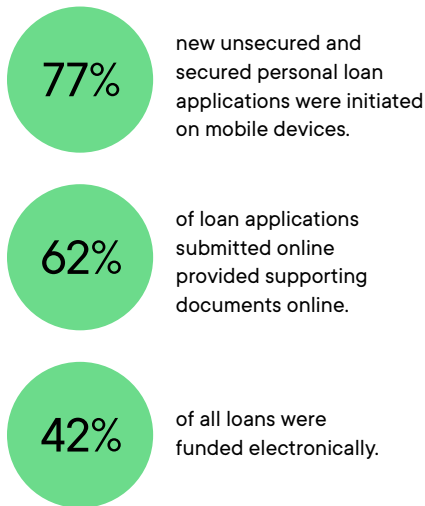 77%
new unsecured and
secured personal loan
applications were initiated
on mobile devices.
62%
of loan applications
submitted online
provided supporting
documents online.
42%
of all loans were
funded electronically.